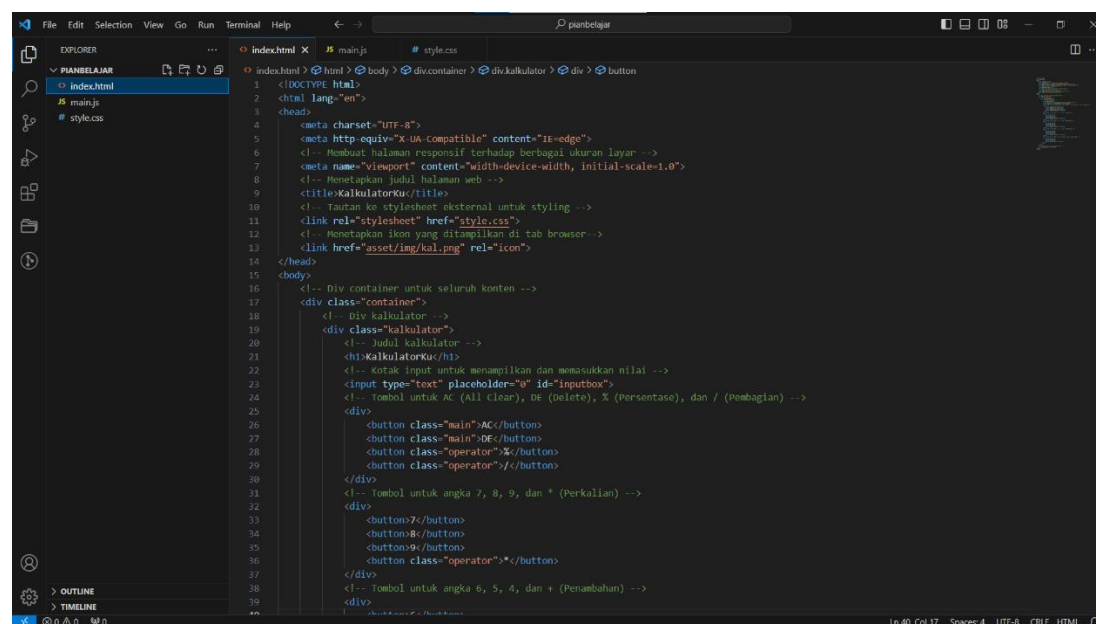 File Edit Selection View Go Run Terminal Help
pianbelajar
EXPLORER
PIANBELAJAR
index.html
main.js
style.css
OUTLINE
TIMELINE
index.html JS main.js # style.css
index.html > html > body > div.container > div.kalkulator > div > button
1 <!DOCTYPE html>
2 <html lang="en">
3 <head>
4 <meta charset="UTF-8">
5 <meta http-equiv="X-UA-Compatible" content="IE=edge">
6 <!-- Membuat halaman responsif terhadap berbagai ukuran layar -->
7 <meta name="viewport" content="width=device-width, initial-scale=1.0">
8 <!-- Menetapkan judul halaman web -->
9 <title>KalkulatorKu</title>
10 <!-- Tautan ke stylesheet eksternal untuk styling -->
11 <link rel="stylesheet" href="style.css">
12 <!-- Menetapkan ikon yang ditampilkan di tab browser-->
13 <link href="asset/img/kal.png" rel="icon">
14 </head>
15 <body>
16 <!-- Div container untuk seluruh konten -->
17 <div class="container">
18 <!-- Div kalkulator -->
19 <div class="kalkulator">
20 <!-- Judul kalkulator -->
21 <h1>KalkulatorKu</h1>
22 <!-- Kotak input untuk menampilkan dan memasukkan nilai -->
23 <input type="text" placeholder="0" id="inputbox">
24 <!-- Tombol untuk AC (All Clear), DE (Delete), % (Persentase), dan / (Pembagian) -->
25 <div>
26 <button class="main">AC</button>
27 <button class="main">DE</button>
28 <button class="operator">%</button>
29 <button class="operator">/</button>
30 </div>
31 <!-- Tombol untuk angka 7, 8, 9, dan * (Perkalian) -->
32 <div>
33 <button>7</button>
34 <button>8</button>
35 <button>9</button>
36 <button class="operator">*</button>
37 </div>
38 <!-- Tombol untuk angka 6, 5, 4, dan + (Penambahan) -->
39 <div>
40 <button>6</button>
0 0 0 Ln 40, Col 17 Spaces: 4 UTF-8 CRLF HTML